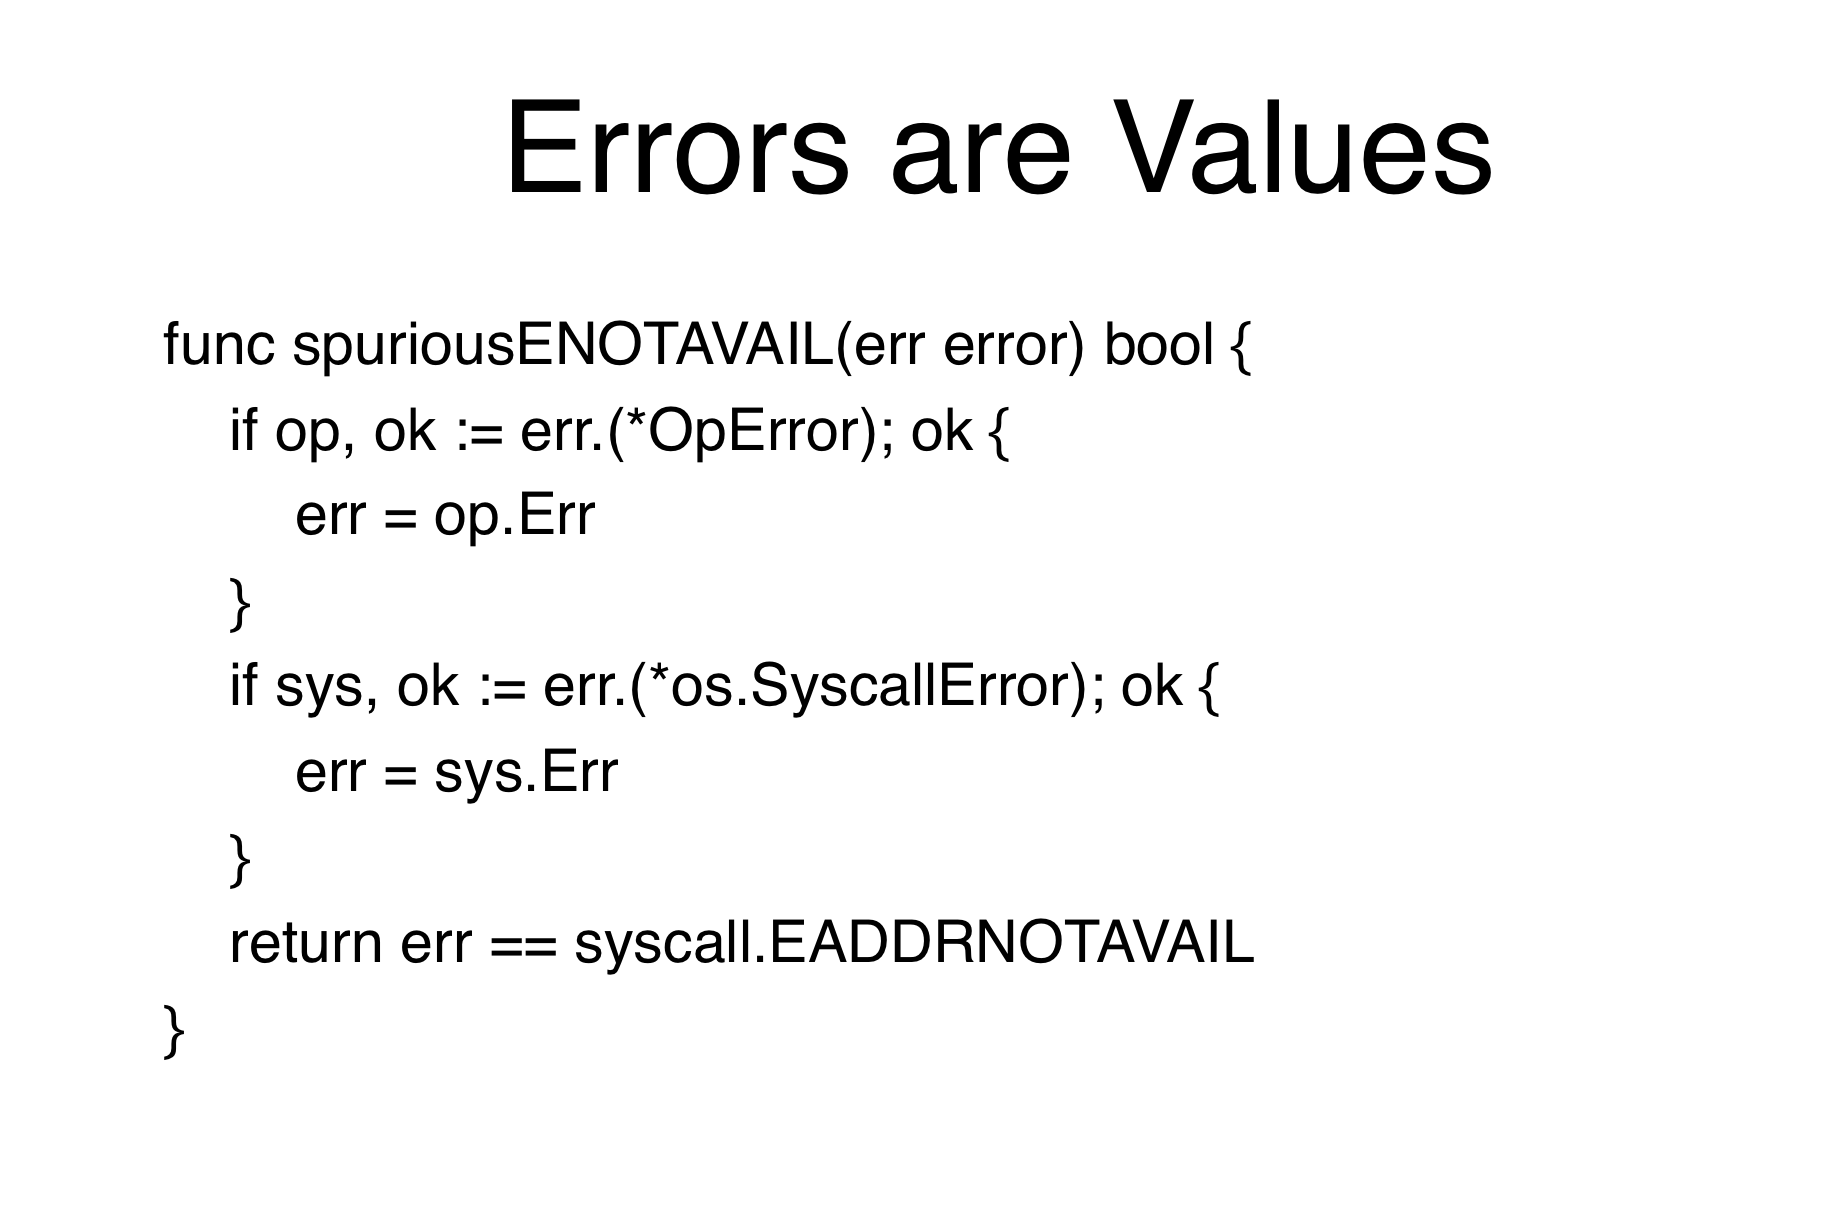 Errors are Values
func spuriousENOTAVAIL(err error) bool {
if op, ok := err.(*OpError); ok {
err = op.Err
}
if sys, ok := err.(*os.SyscallError); ok {
err = sys.Err
}
return err == syscall.EADDRNOTAVAIL
}